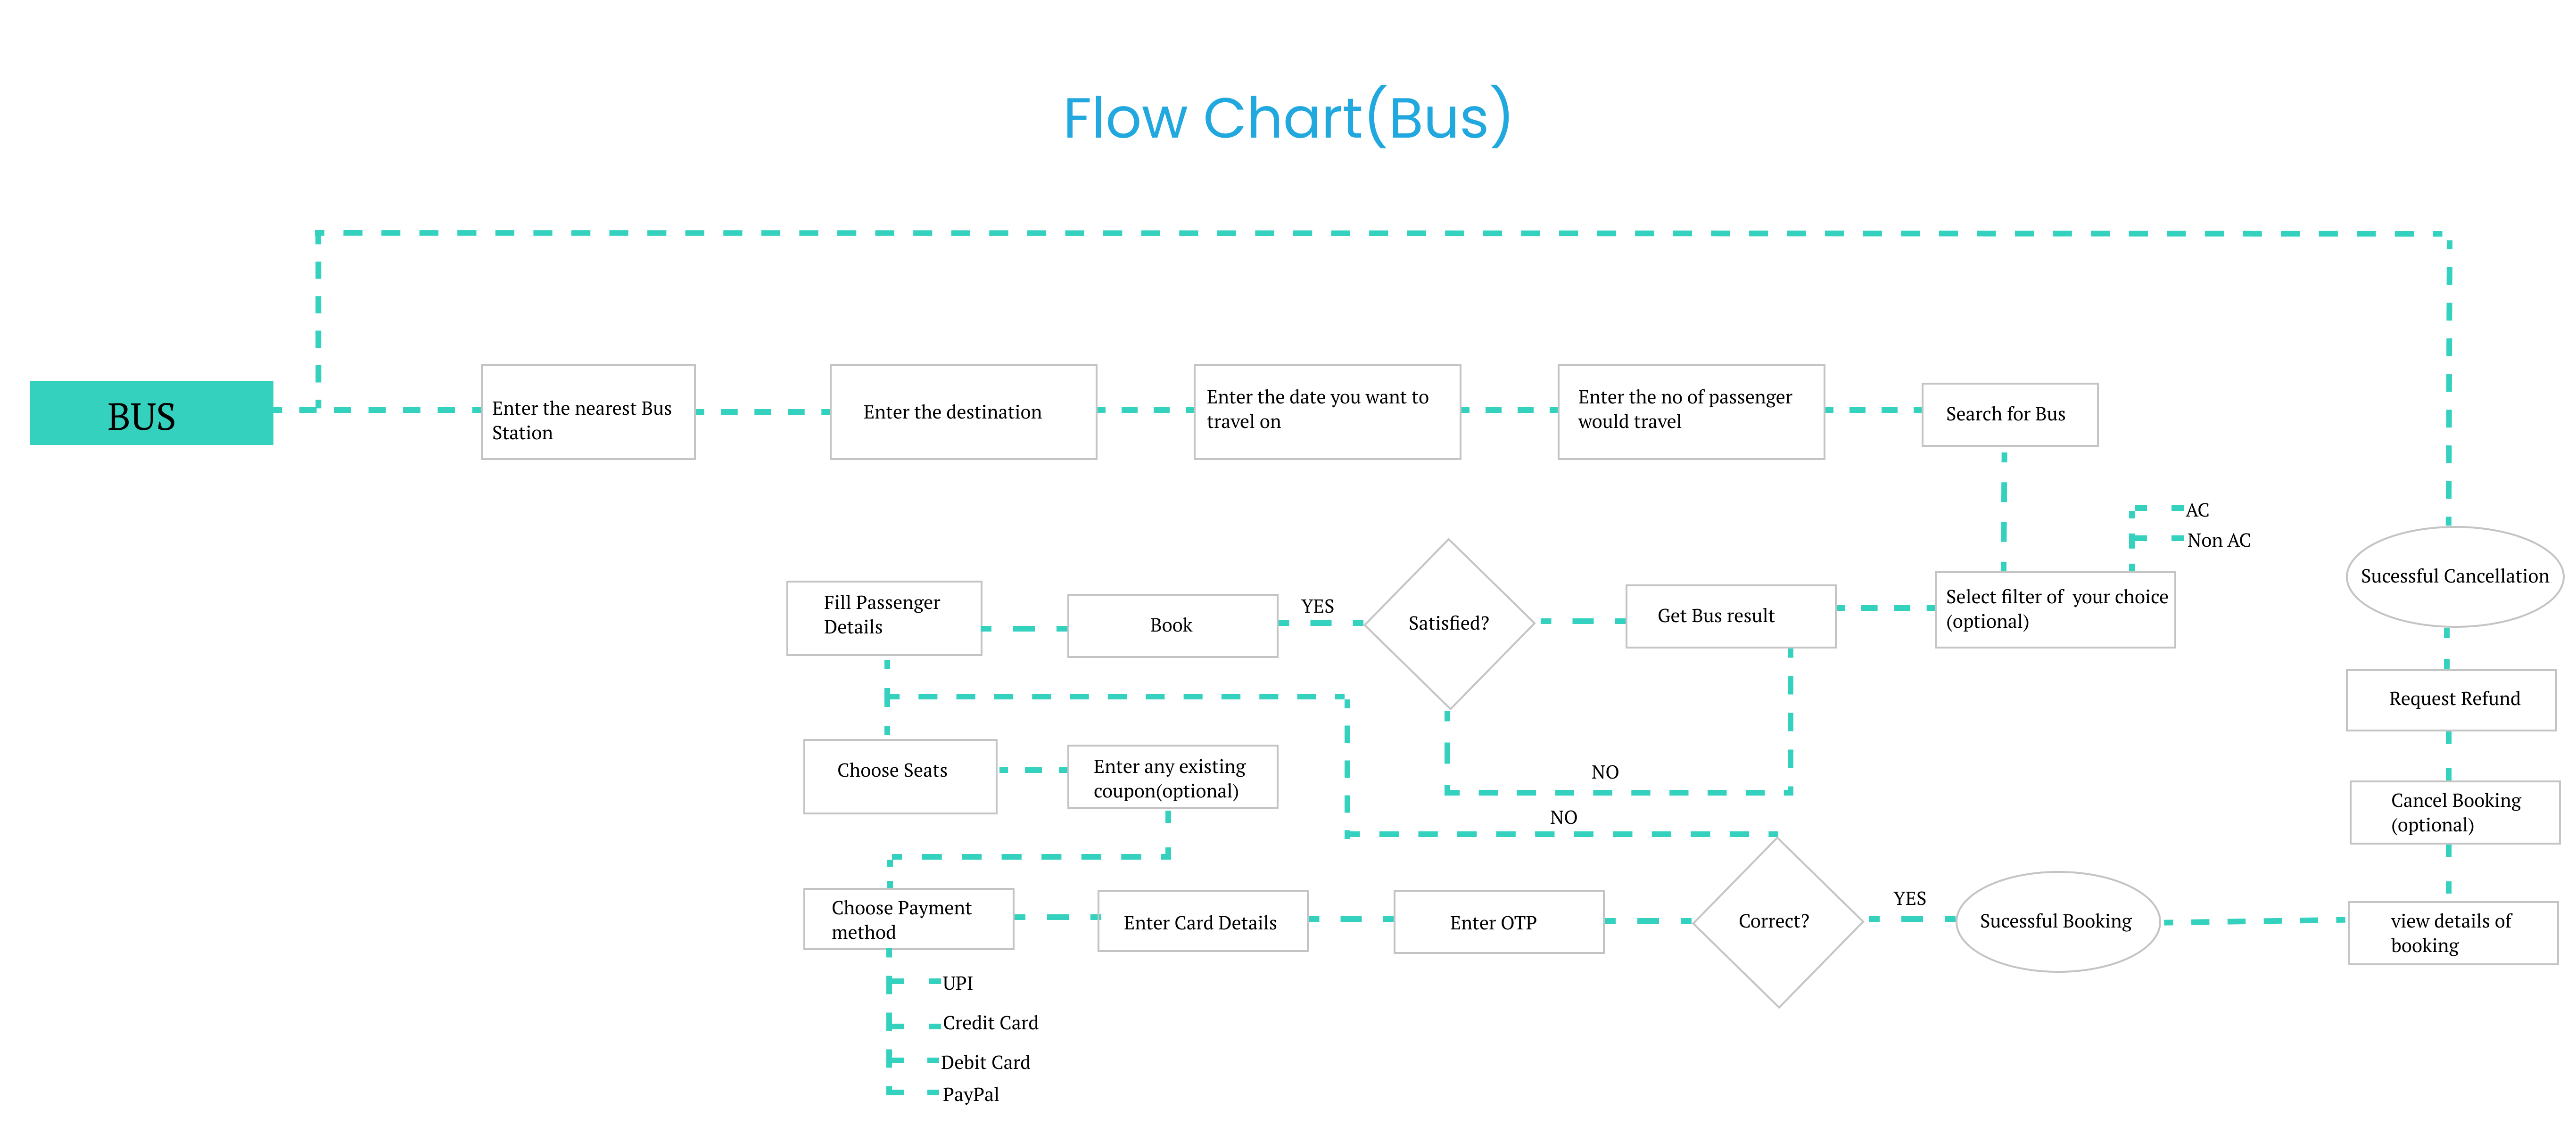 Flow Chart(Bus)
BUS
Enter the nearest Bus
Station
Enter the destination
Enter the date you want to
travel on
Enter the no of passenger
would travel
Search for Bus
AC
Non AC
Select filter of  your choice
(optional)
Get Bus result
Satisfied?
YES
Book
Fill Passenger
Details
NO
Choose Seats
Enter any existing
coupon(optional)
NO
Choose Payment
method
UPI
Credit Card
Debit Card
PayPal
Enter Card Details
Enter OTP
Correct?
YES
Sucessful Booking
view details of
booking
Cancel Booking
(optional)
Request Refund
Sucessful Cancellation